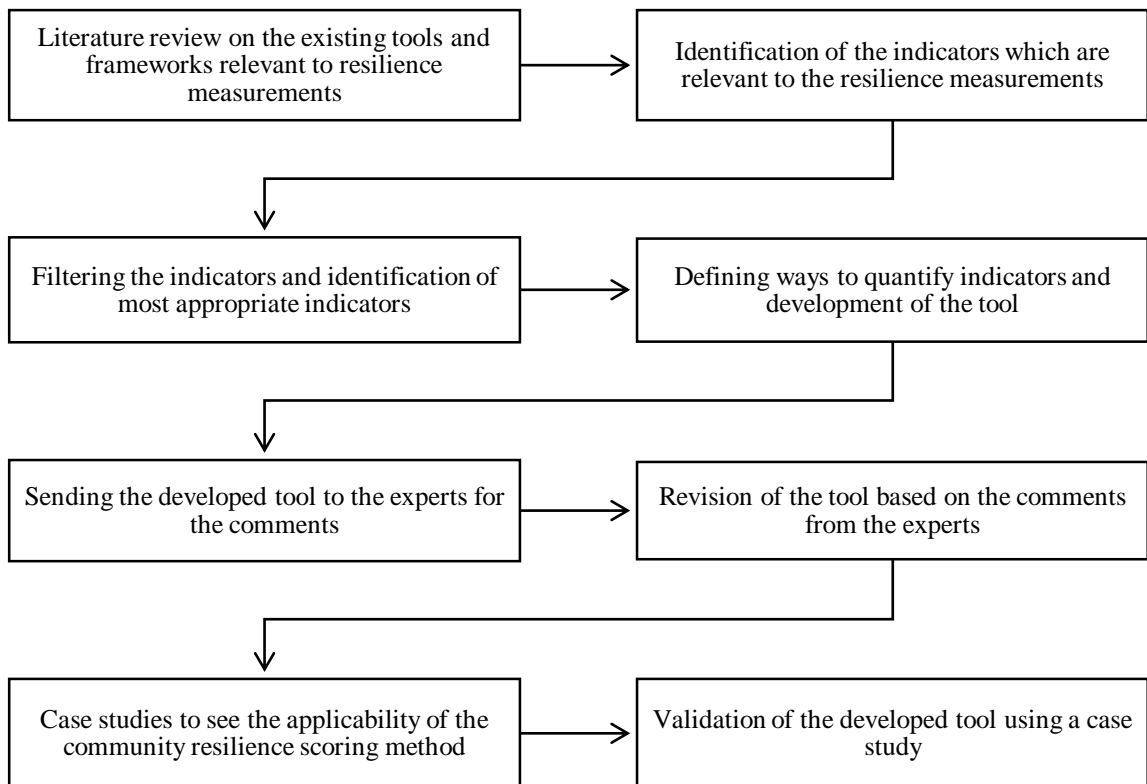 Literature review on the existing tools and
frameworks relevant to resilience
measurements
Identification of the indicators which are
relevant to the resilience measurements
Filtering the indicators and identification of
most appropriate indicators
Defining ways to quantify indicators and
development of the tool
Sending the developed tool to the experts for
the comments
Revision of the tool based on the comments
from the experts
Case studies to see the applicability of the
community resilience scoring method
Validation of the developed tool using a case
study